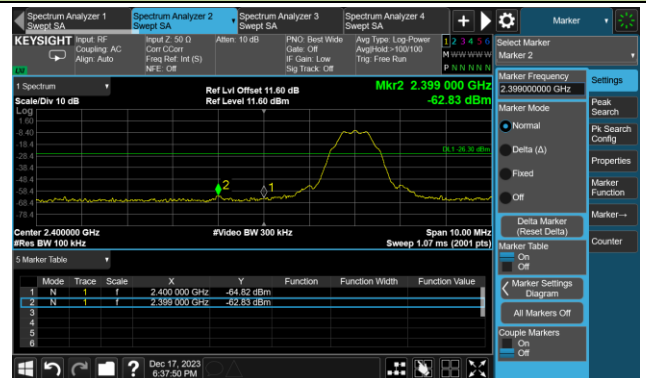 Spectrum Analyzer 1
Swept SA
Spectrum Analyzer 2
Swept SA
Spectrum Analyzer 3
Swept SA
Spectrum Analyzer 4
Swept SA
+
Marker
KEYSIGHT
Input: RF
Coupling: AC
Align: Auto
Input Z: 50 Ω
Corr CCorr
Freq Ref: Int (S)
NFE: Off
Atten: 10 dB
PNO: Best Wide
Gate: Off
IF Gain: Low
Sig Track: Off
Avg Type: Log-Power
Avg|Hold:>100/100
Trig: Free Run
1 2 3 4 5 6
M W W W W W
P N N N N N
Select Marker
Marker 2
1 Spectrum
Scale/Div 10 dB
Log
Ref Lvl Offset 11.60 dB
Ref Level 11.60 dBm
Mkr2 2.399 000 GHz
-62.83 dBm
1.60
-8.40
-18.4
-28.4
-38.4
-48.4
-58.4
-68.4
-78.4
DL1 -26.30 dBm
2
1
Center 2.400000 GHz
#Res BW 100 kHz
#Video BW 300 kHz
Span 10.00 MHz
Sweep 1.07 ms (2001 pts)
5 Marker Table
Mode Trace Scale X Y Function Function Width Function Value
1 N 1 f 2.400 000 GHz -64.82 dBm
2 N 1 f 2.399 000 GHz -62.83 dBm
3
4
5
6
Marker Frequency
2.399000000 GHz
Marker Mode
Normal
Delta (Δ)
Fixed
Off
Delta Marker
(Reset Delta)
Marker Table
On
Off
Marker Settings
Diagram
All Markers Off
Couple Markers
On
Off
Settings
Peak
Search
Pk Search
Config
Properties
Marker
Function
Marker→
Counter
?
Dec 17, 2023
6:37:50 PM